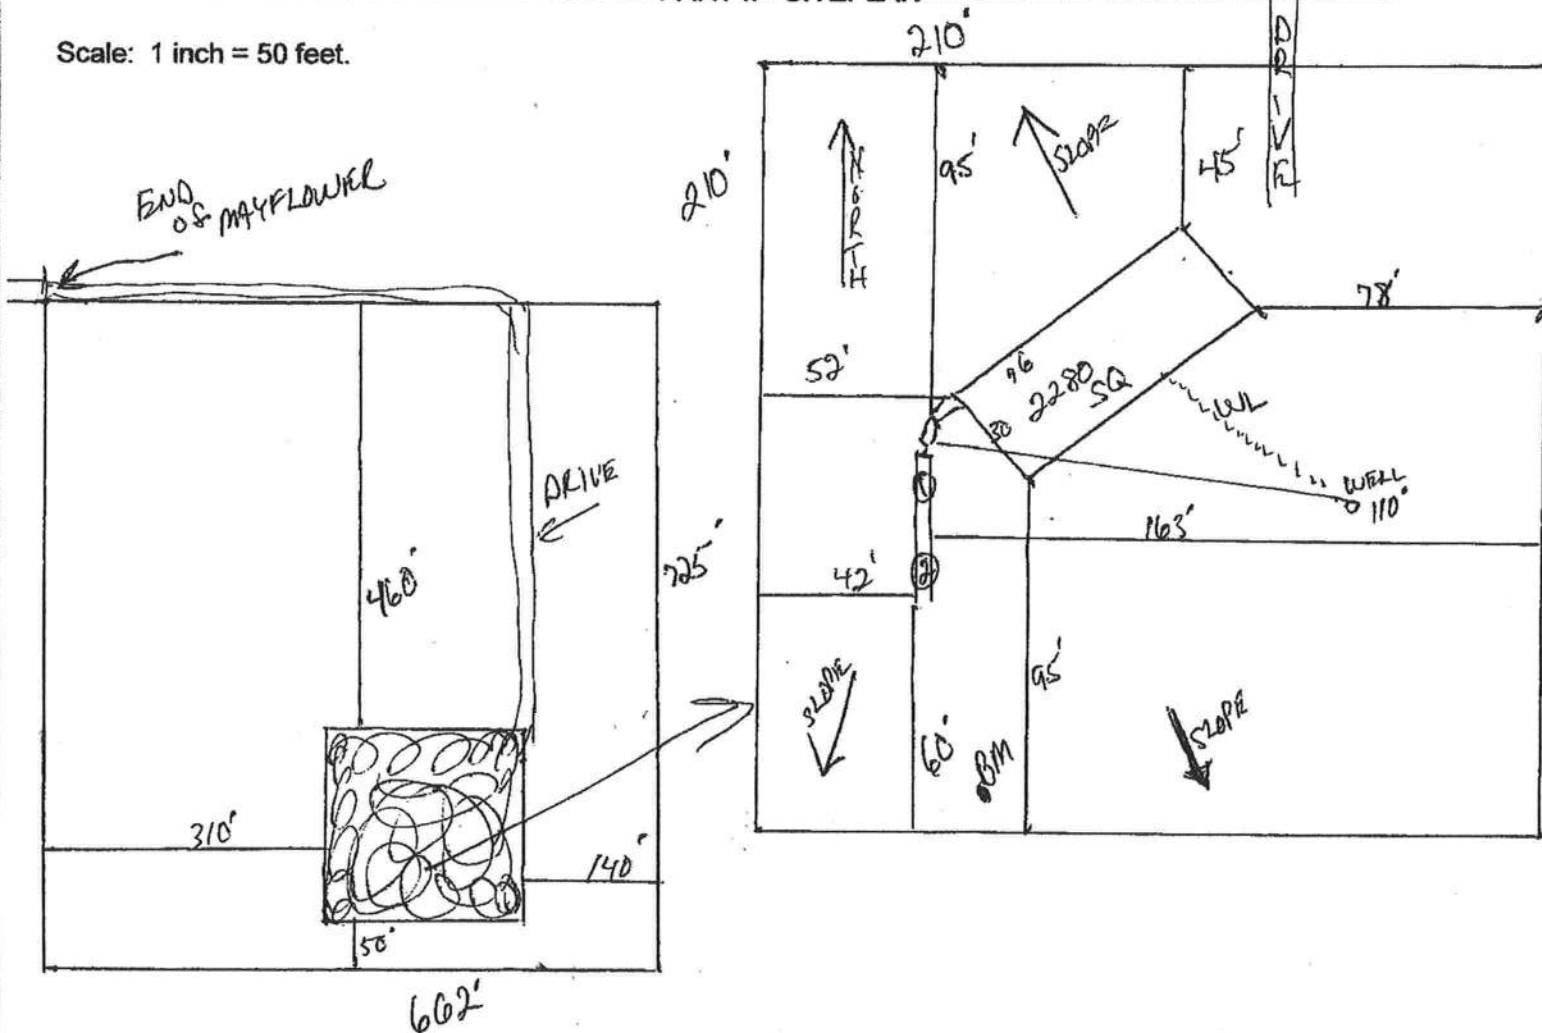 Scale: 1 inch = 50 feet.
END
OF MAYFLOWER
DRIVE
460'
725'
310'
140'
50'
662'
210'
210'
DRIVE
NORTH
95'
SLOPE
45'
78'
52'
76
2280
SQ
30
WL
WELL
110'
1
163'
2
42'
95'
SLOPE
60'
BM
SLOPE